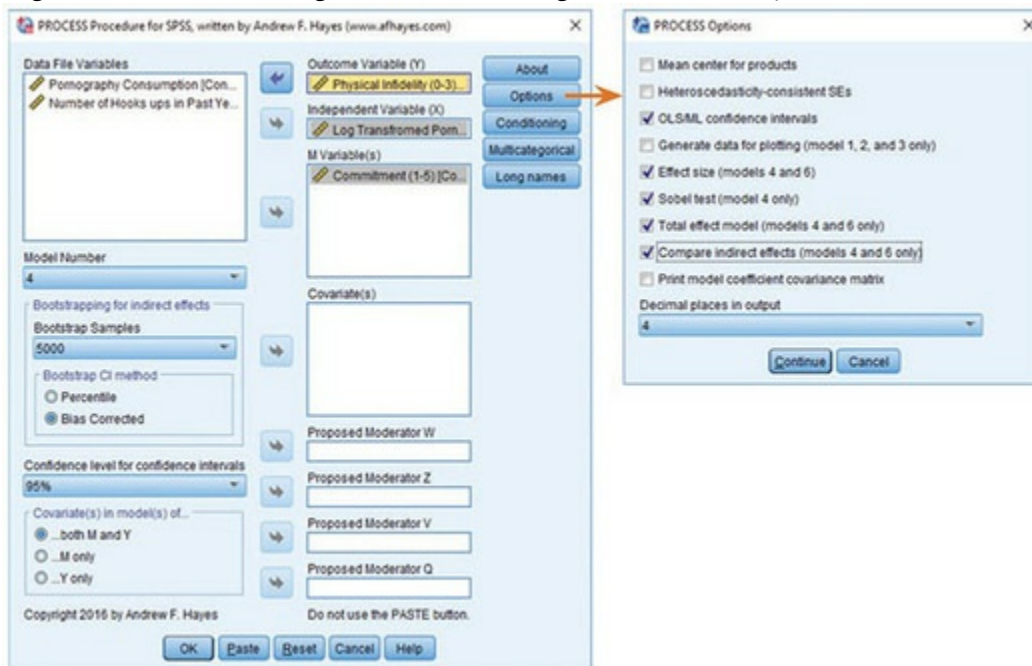 PROCESS Procedure for SPSS, written by Andrew F. Hayes (www.afhayes.com)
Data File Variables
Pornography Consumption [Con...
Number of Hooks ups in Past Ye...
Model Number
4
Bootstrapping for indirect effects
Bootstrap Samples
5000
Bootstrap CI method
Percentile
Bias Corrected
Confidence level for confidence intervals
95%
Covariate(s) in model(s) of...
...both M and Y
...M only
...Y only
Copyright 2016 by Andrew F. Hayes
Outcome Variable (Y)
Physical Infidelity (0-3)...
Independent Variable (X)
Log Transfromed Porn...
M Variable(s)
Commitment (1-5) [Co...
Covariate(s)
Proposed Moderator W
Proposed Moderator Z
Proposed Moderator V
Proposed Moderator Q
Do not use the PASTE button.
About
Options
Conditioning
Multicategorical
Long names
OK
Paste
Reset
Cancel
Help
PROCESS Options
Mean center for products
Heteroscedasticity-consistent SEs
OLS/ML confidence intervals
Generate data for plotting (model 1, 2, and 3 only)
Effect size (models 4 and 6)
Sobel test (model 4 only)
Total effect model (models 4 and 6 only)
Compare indirect effects (models 4 and 6 only)
Print model coefficient covariance matrix
Decimal places in output
4
Continue
Cancel